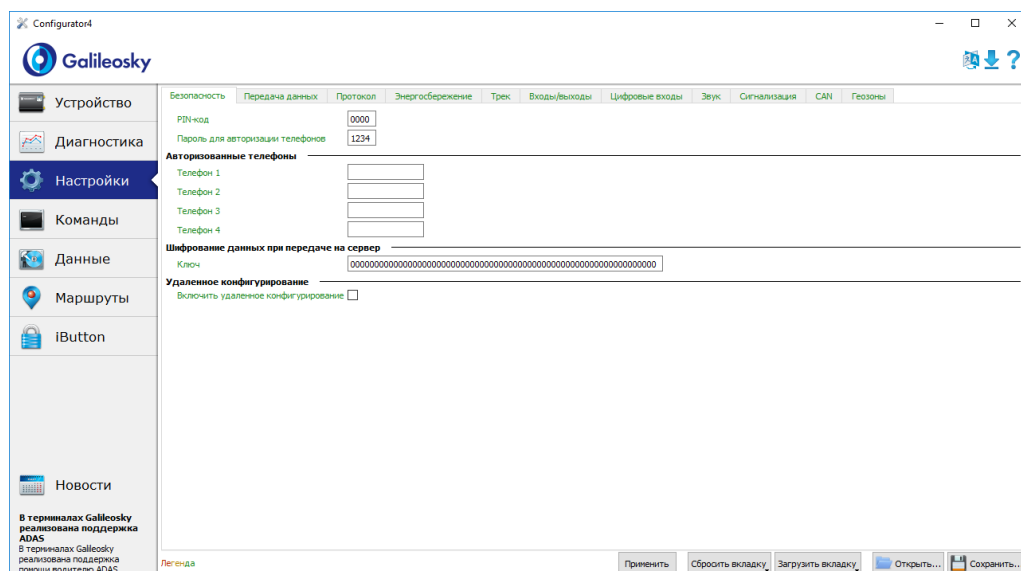 Configurator4
Galileosky
Устройство
Диагностика
Настройки
Команды
Данные
Маршруты
iButton
Новости
В терминалах Galileosky
реализована поддержка
ADAS
В терминалах Galileosky
реализована поддержка
помощи водителю ADAS
Безопасность Передача данных Протокол Энергосбережение Трек Входы/выходы Цифровые входы Звук Сигнализация CAN Геозоны
PIN-код 0000
Пароль для авторизации телефонов 1234
Авторизованные телефоны
Телефон 1
Телефон 2
Телефон 3
Телефон 4
Шифрование данных при передаче на сервер
Ключ 0000000000000000000000000000000000000000000000000000000000000000
Удаленное конфигурирование
Включить удаленное конфигурирование
Легенда Применить Сбросить вкладку Загрузить вкладку Открыть... Сохранить...